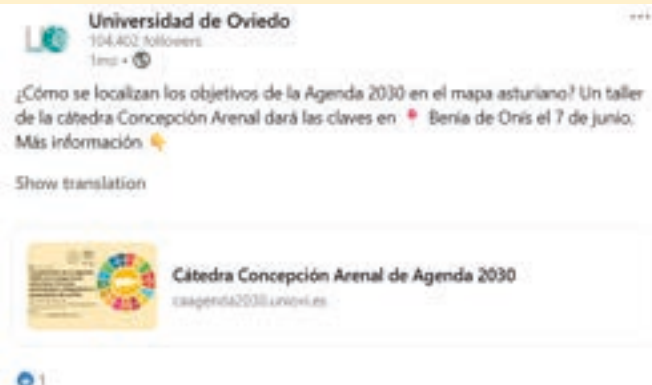 Universidad de Oviedo
104,402 followers
1mo •
¿Cómo se localizan los objetivos de la Agenda 2030 en el mapa asturiano? Un taller
de la cátedra Concepción Arenal dará las claves en 📍 Benia de Onís el 7 de junio.
Más información 👇
Show translation
Cátedra Concepción Arenal de Agenda 2030
caagenda2030.uniovi.es
1